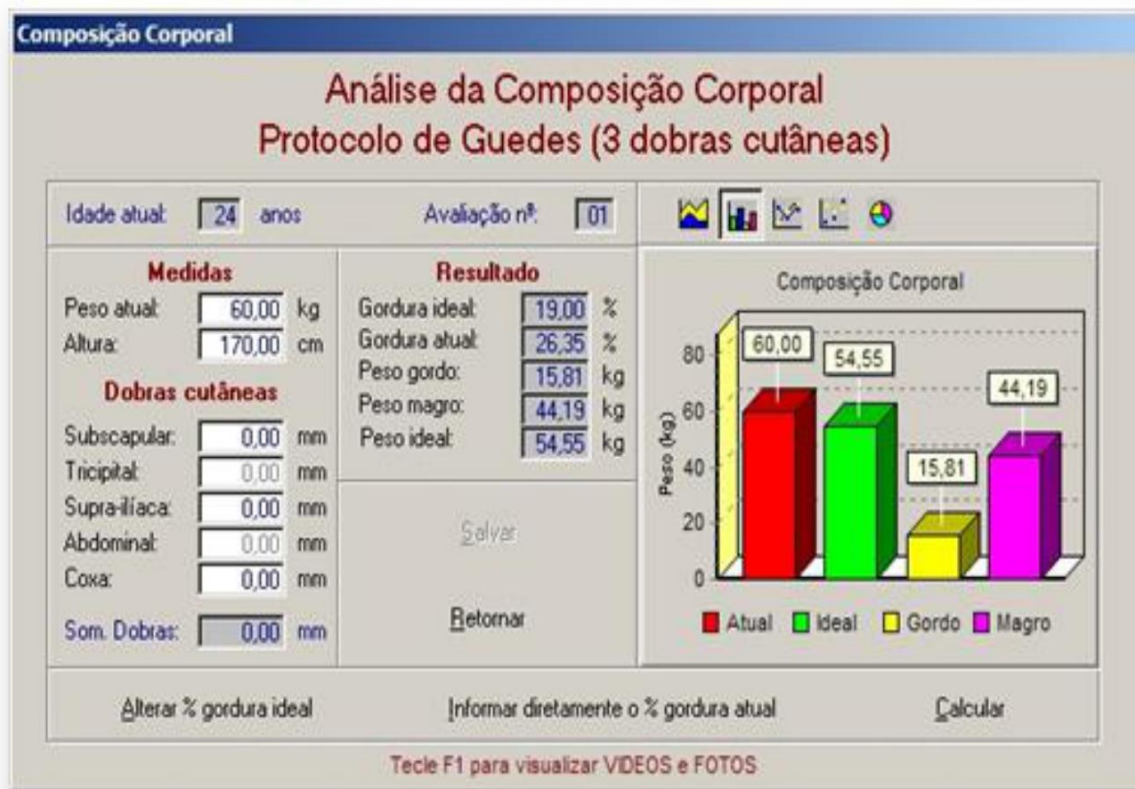 Composição Corporal
Análise da Composição Corporal
Protocolo de Guedes (3 dobras cutâneas)
Idade atual: 24 anos
Avaliação nº: 01
Medidas
Peso atual: 60,00 kg
Altura: 170,00 cm
Dobras cutâneas
Subscapular: 0,00 mm
Tricipital: 0,00 mm
Supra-ilíaca: 0,00 mm
Abdominal: 0,00 mm
Coxa: 0,00 mm
Som. Dobras: 0,00 mm
Resultado
Gordura ideal: 19,00 %
Gordura atual: 26,35 %
Peso gordo: 15,81 kg
Peso magro: 44,19 kg
Peso ideal: 54,55 kg
Salvar
Retornar
Composição Corporal
Peso (kg)
80
60
40
20
0
60,00
54,55
15,81
44,19
Atual Ideal Gordo Magro
Alterar % gordura ideal
Informar diretamente o % gordura atual
Calcular
Tecle F1 para visualizar VIDEOS e FOTOS